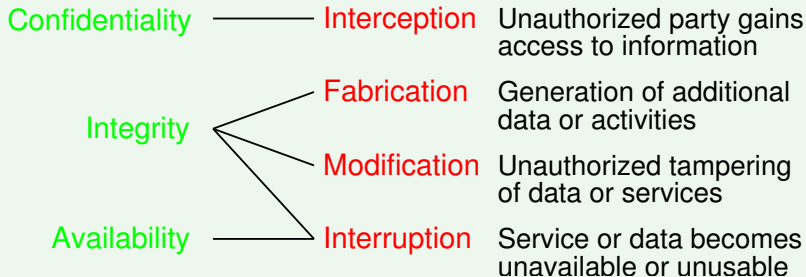 Confidentiality Interception Unauthorized party gains
access to information
Fabrication Generation of additional
data or activities
Integrity
Modification Unauthorized tampering
of data or services
Availability Interruption Service or data becomes
unavailable or unusable